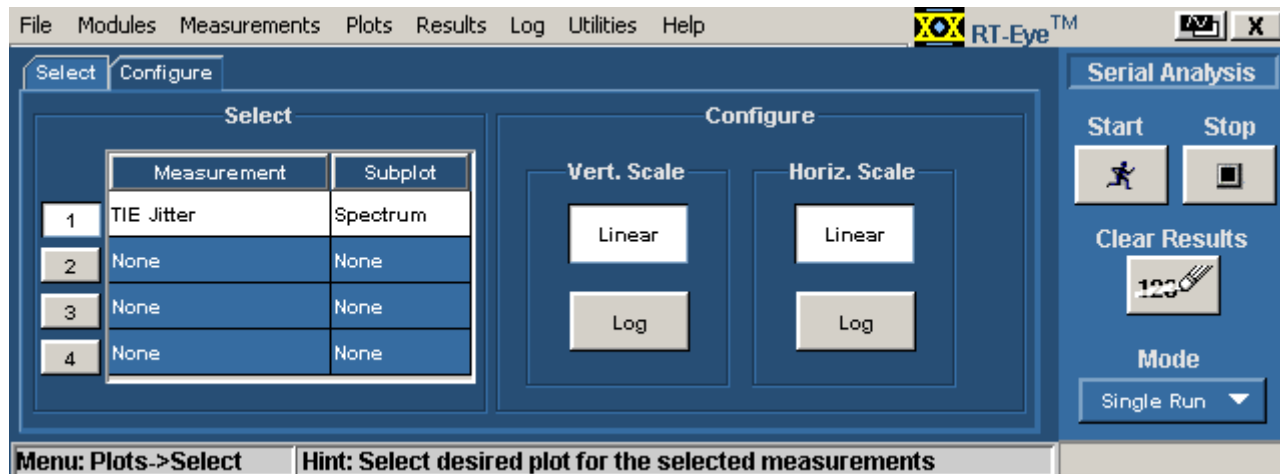 File Modules Measurements Plots Results Log Utilities Help RT-Eye™ X
Select Configure
Serial Analysis
Select
Measurement Subplot
1 TIE Jitter Spectrum
2 None None
3 None None
4 None None
Configure
Vert. Scale Horiz. Scale
Linear Linear
Log Log
Start Stop
Clear Results
123
Mode
Single Run
Menu: Plots->Select Hint: Select desired plot for the selected measurements